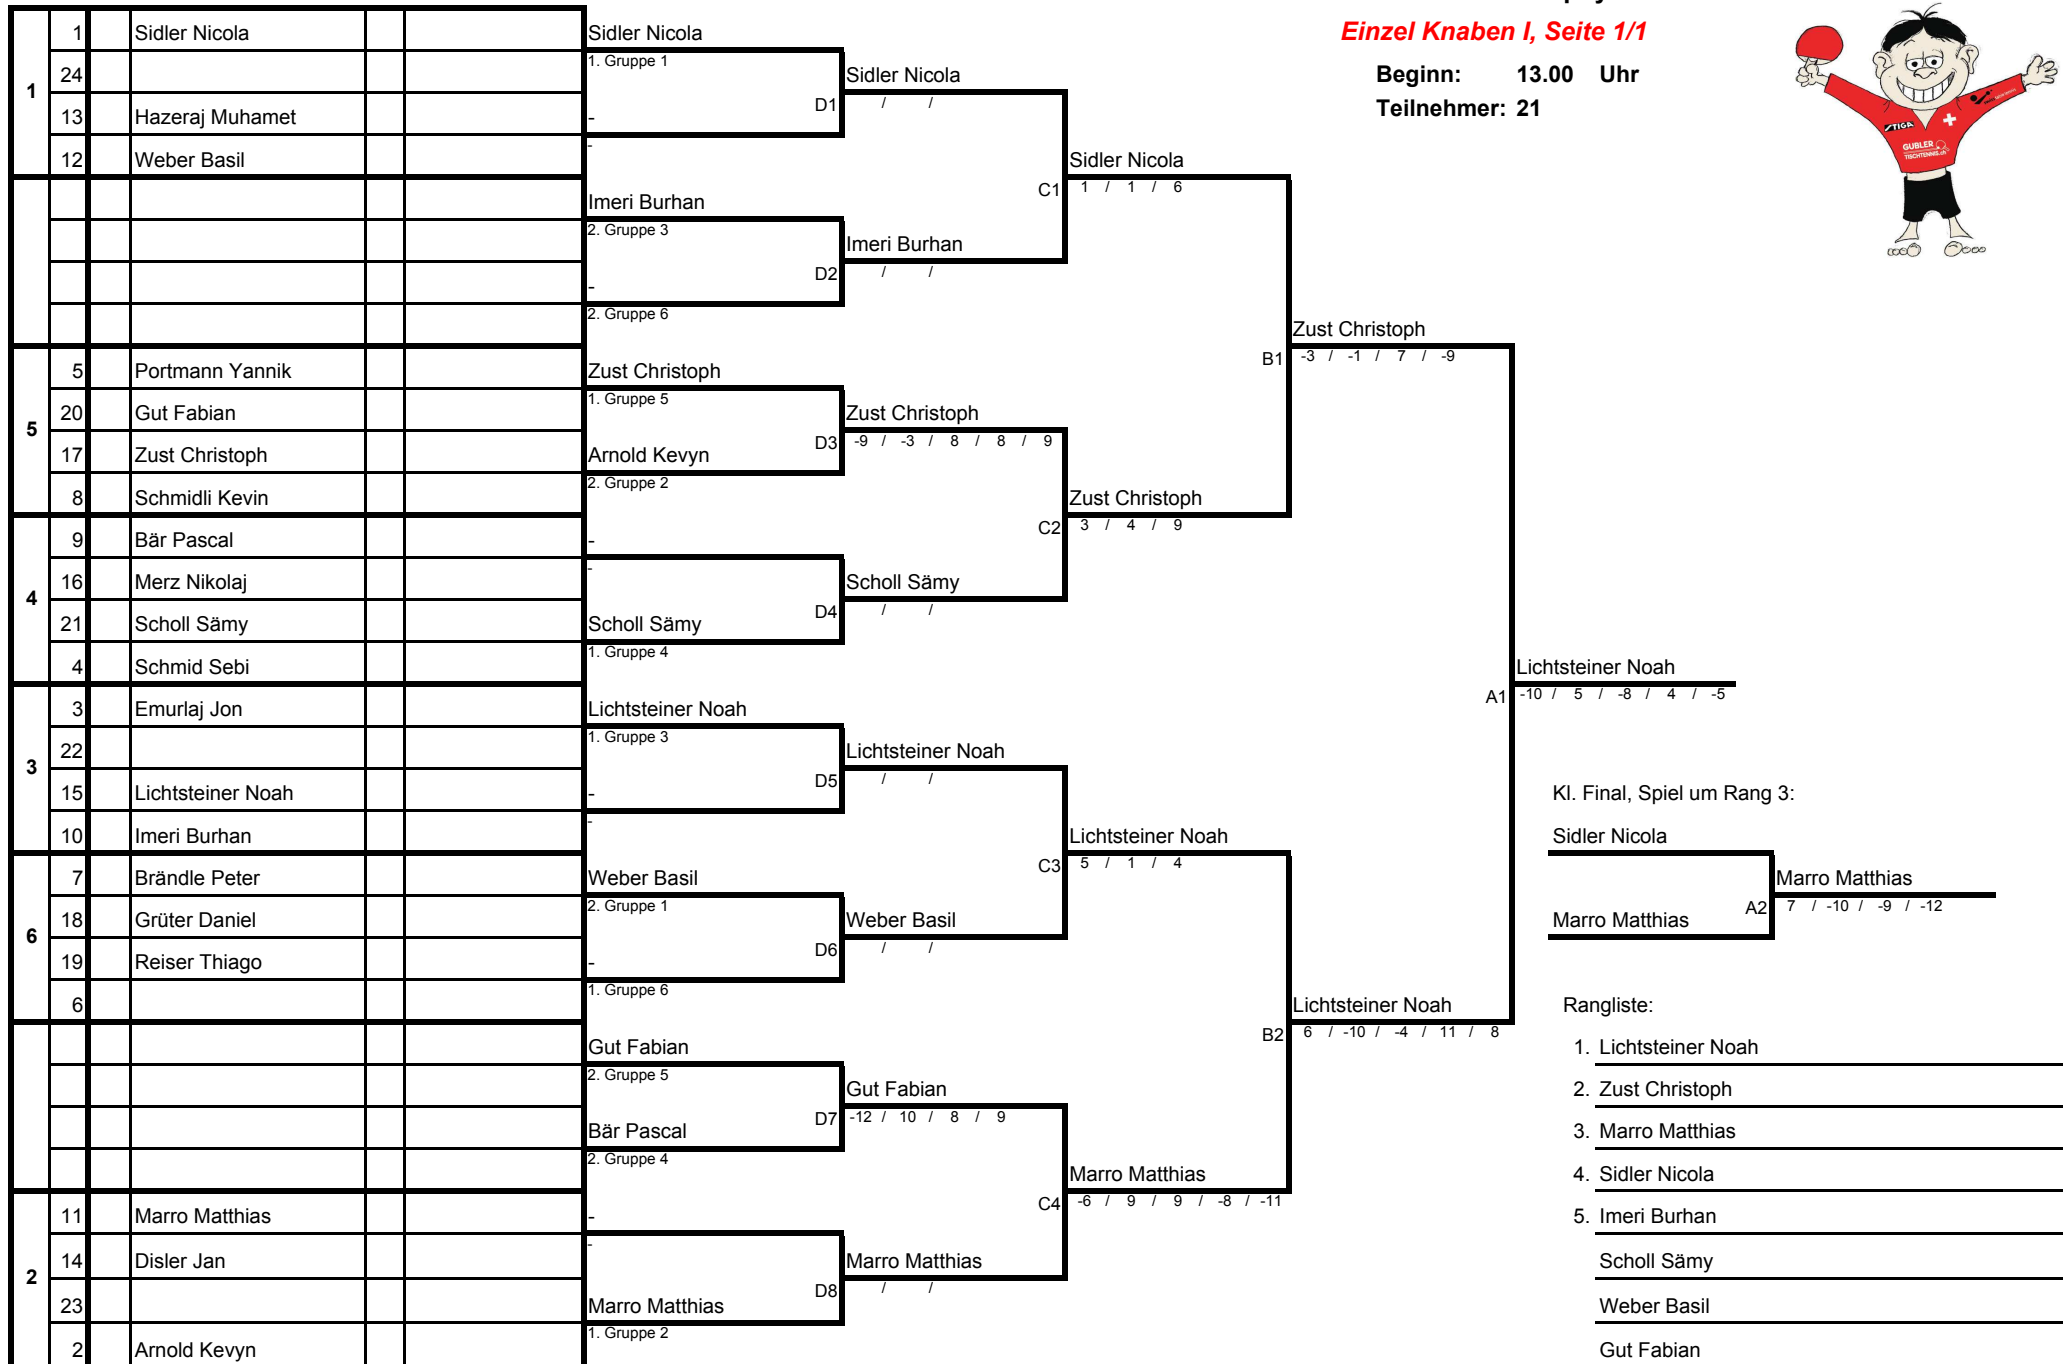 Einzel Knaben I, Seite 1/1
Beginn: 13.00 Uhr
Teilnehmer: 21
STIGA
GUBLER
TISCHTENNIS.ch
1
1 Sidler Nicola
24
13 Hazeraj Muhamet
12 Weber Basil
5
5 Portmann Yannik
20 Gut Fabian
17 Zust Christoph
8 Schmidli Kevin
4
9 Bär Pascal
16 Merz Nikolaj
21 Scholl Sämy
4 Schmid Sebi
3
3 Emurlaj Jon
22
15 Lichtsteiner Noah
10 Imeri Burhan
6
7 Brändle Peter
18 Grüter Daniel
19 Reiser Thiago
6
2
11 Marro Matthias
14 Disler Jan
23
2 Arnold Kevyn
Sidler Nicola
1. Gruppe 1
-
-
Imeri Burhan
2. Gruppe 3
-
2. Gruppe 6
Zust Christoph
1. Gruppe 5
Arnold Kevyn
2. Gruppe 2
-
-
Scholl Sämy
1. Gruppe 4
Lichtsteiner Noah
1. Gruppe 3
-
-
Weber Basil
2. Gruppe 1
-
1. Gruppe 6
Gut Fabian
2. Gruppe 5
Bär Pascal
2. Gruppe 4
-
-
Marro Matthias
1. Gruppe 2
Sidler Nicola
D1 / /
Imeri Burhan
D2 / /
Zust Christoph
D3 -9 / -3 / 8 / 8 / 9
Scholl Sämy
D4 / /
Lichtsteiner Noah
D5 / /
Weber Basil
D6 / /
Gut Fabian
D7 -12 / 10 / 8 / 9
Marro Matthias
D8 / /
Sidler Nicola
C1 1 / 1 / 6
Zust Christoph
C2 3 / 4 / 9
Lichtsteiner Noah
C3 5 / 1 / 4
Marro Matthias
C4 -6 / 9 / 9 / -8 / -11
Zust Christoph
B1 -3 / -1 / 7 / -9
Lichtsteiner Noah
B2 6 / -10 / -4 / 11 / 8
Lichtsteiner Noah
A1 -10 / 5 / -8 / 4 / -5
Kl. Final, Spiel um Rang 3:
Sidler Nicola
Marro Matthias
Marro Matthias
A2 7 / -10 / -9 / -12
Rangliste:
1. Lichtsteiner Noah
2. Zust Christoph
3. Marro Matthias
4. Sidler Nicola
5. Imeri Burhan
Scholl Sämy
Weber Basil
Gut Fabian